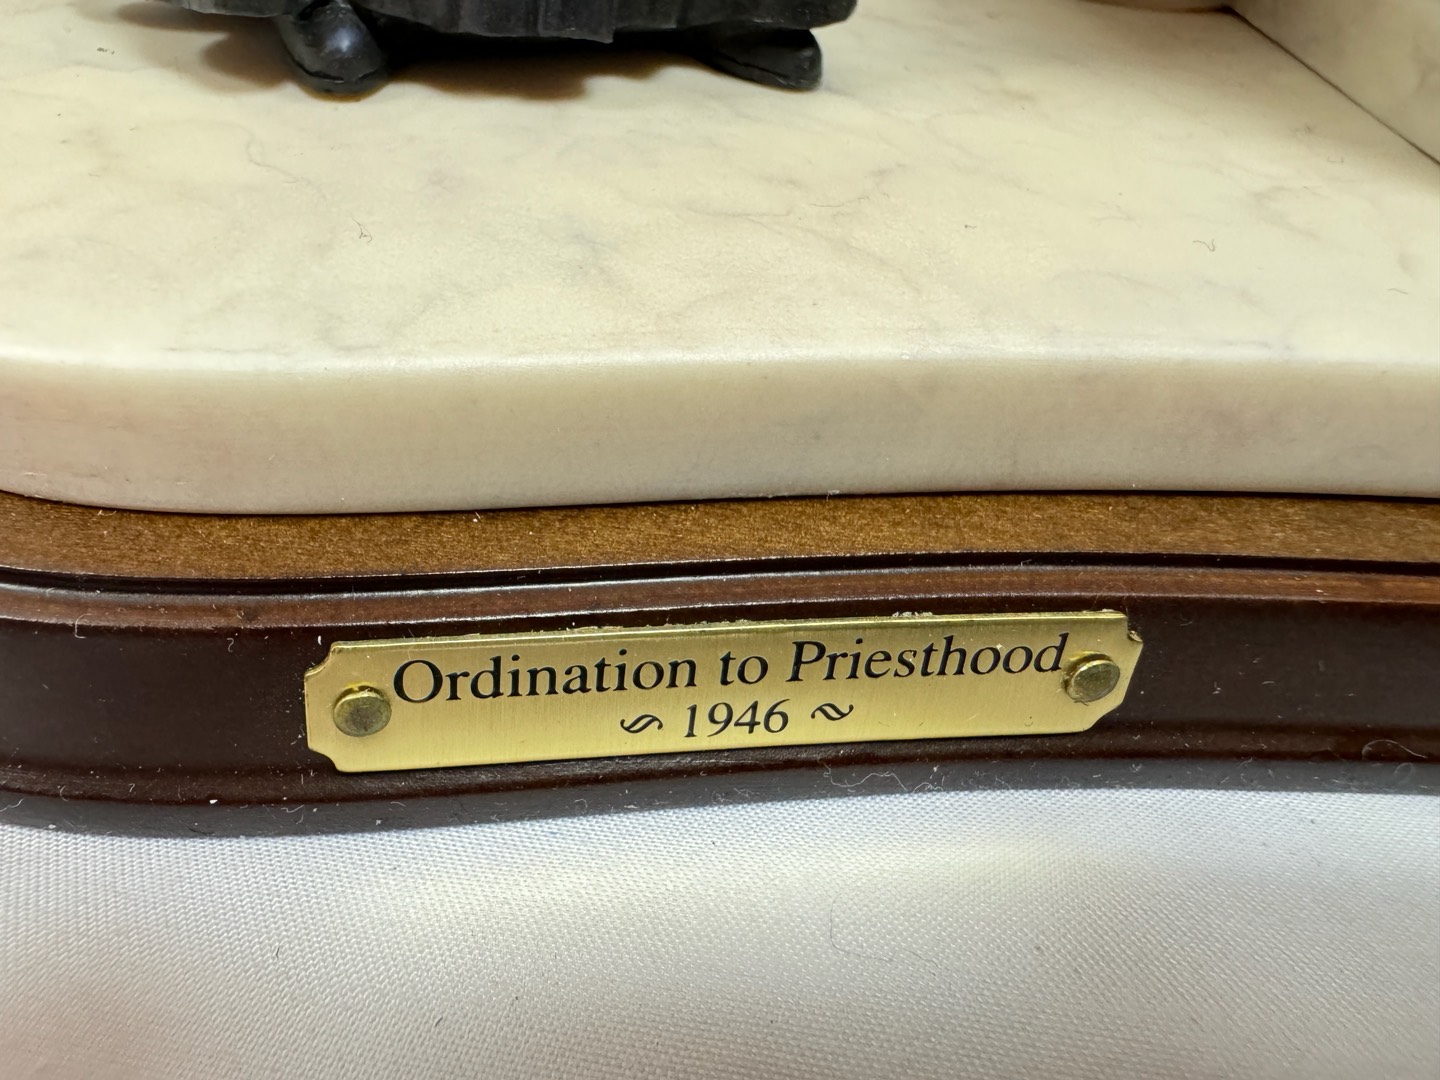 Ordination to Priesthood
~ 1946 ~